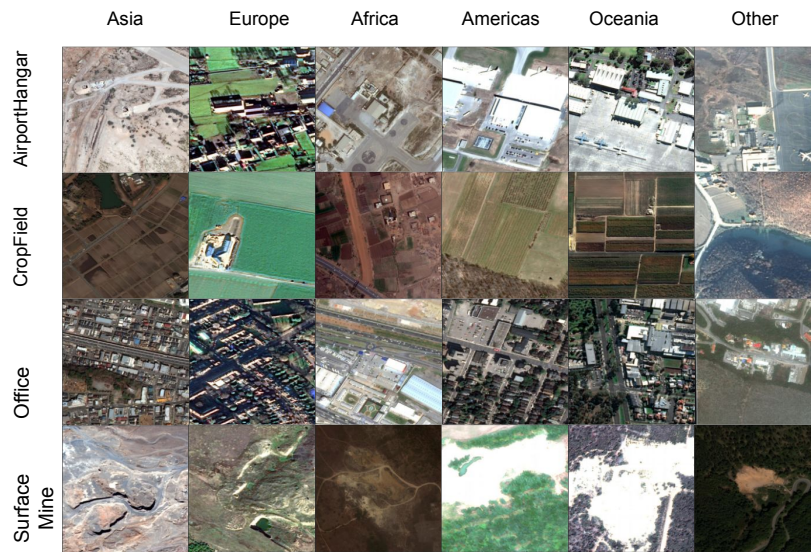 Asia Europe Africa Americas Oceania Other
AirportHangar
CropField
Office
Surface
Mine